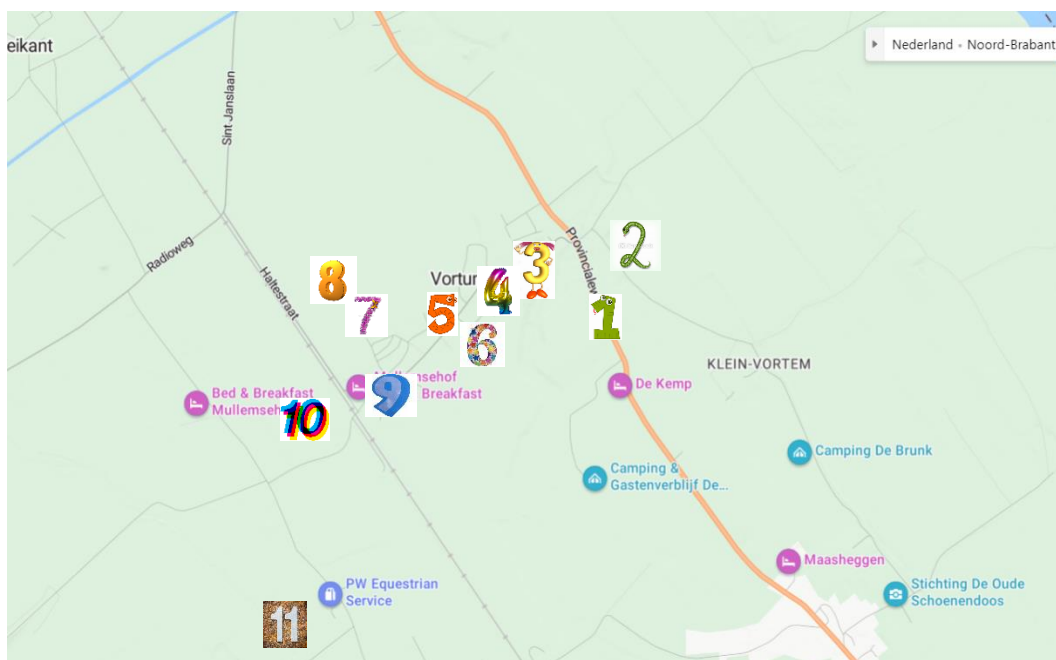 eikant
Nederland • Noord-Brabant
Sint Janslaan
Radioweg
Haltestraat
Provincialew
2
3
8
4
7
5
1
6
KLEIN-VORTEM
De Kemp
Bed & Breakfast
9
Breakfast
10
Camping De Brunk
Camping &
Gastenverblijf De...
Maasheggen
PW Equestrian
Service
Stichting De Oude
Schoenendoos
11